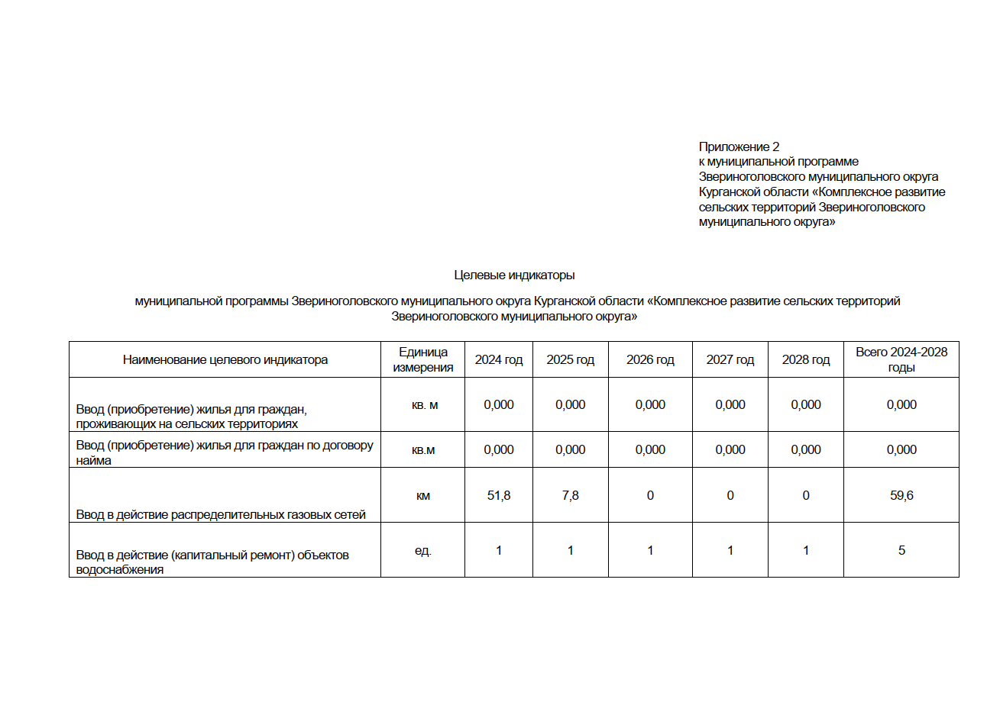 Приложение 2
к муниципальной программе
Звериноголовского муниципального округа
Курганской области «Комплексное развитие
сельских территорий Звериноголовского
муниципального округа»
Целевые индикаторы
муниципальной программы Звериноголовского муниципального округа Курганской области «Комплексное развитие сельских территорий
Звериноголовского муниципального округа»
Наименование целевого индикатора Единица измерения 2024 год 2025 год 2026 год 2027 год 2028 год Всего 2024-2028 годы
Ввод (приобретение) жилья для граждан,
проживающих на сельских территориях кв. м 0,000 0,000 0,000 0,000 0,000 0,000
Ввод (приобретение) жилья для граждан по договору
найма кв.м 0,000 0,000 0,000 0,000 0,000 0,000
Ввод в действие распределительных газовых сетей км 51,8 7,8 0 0 0 59,6
Ввод в действие (капитальный ремонт) объектов
водоснабжения ед. 1 1 1 1 1 5